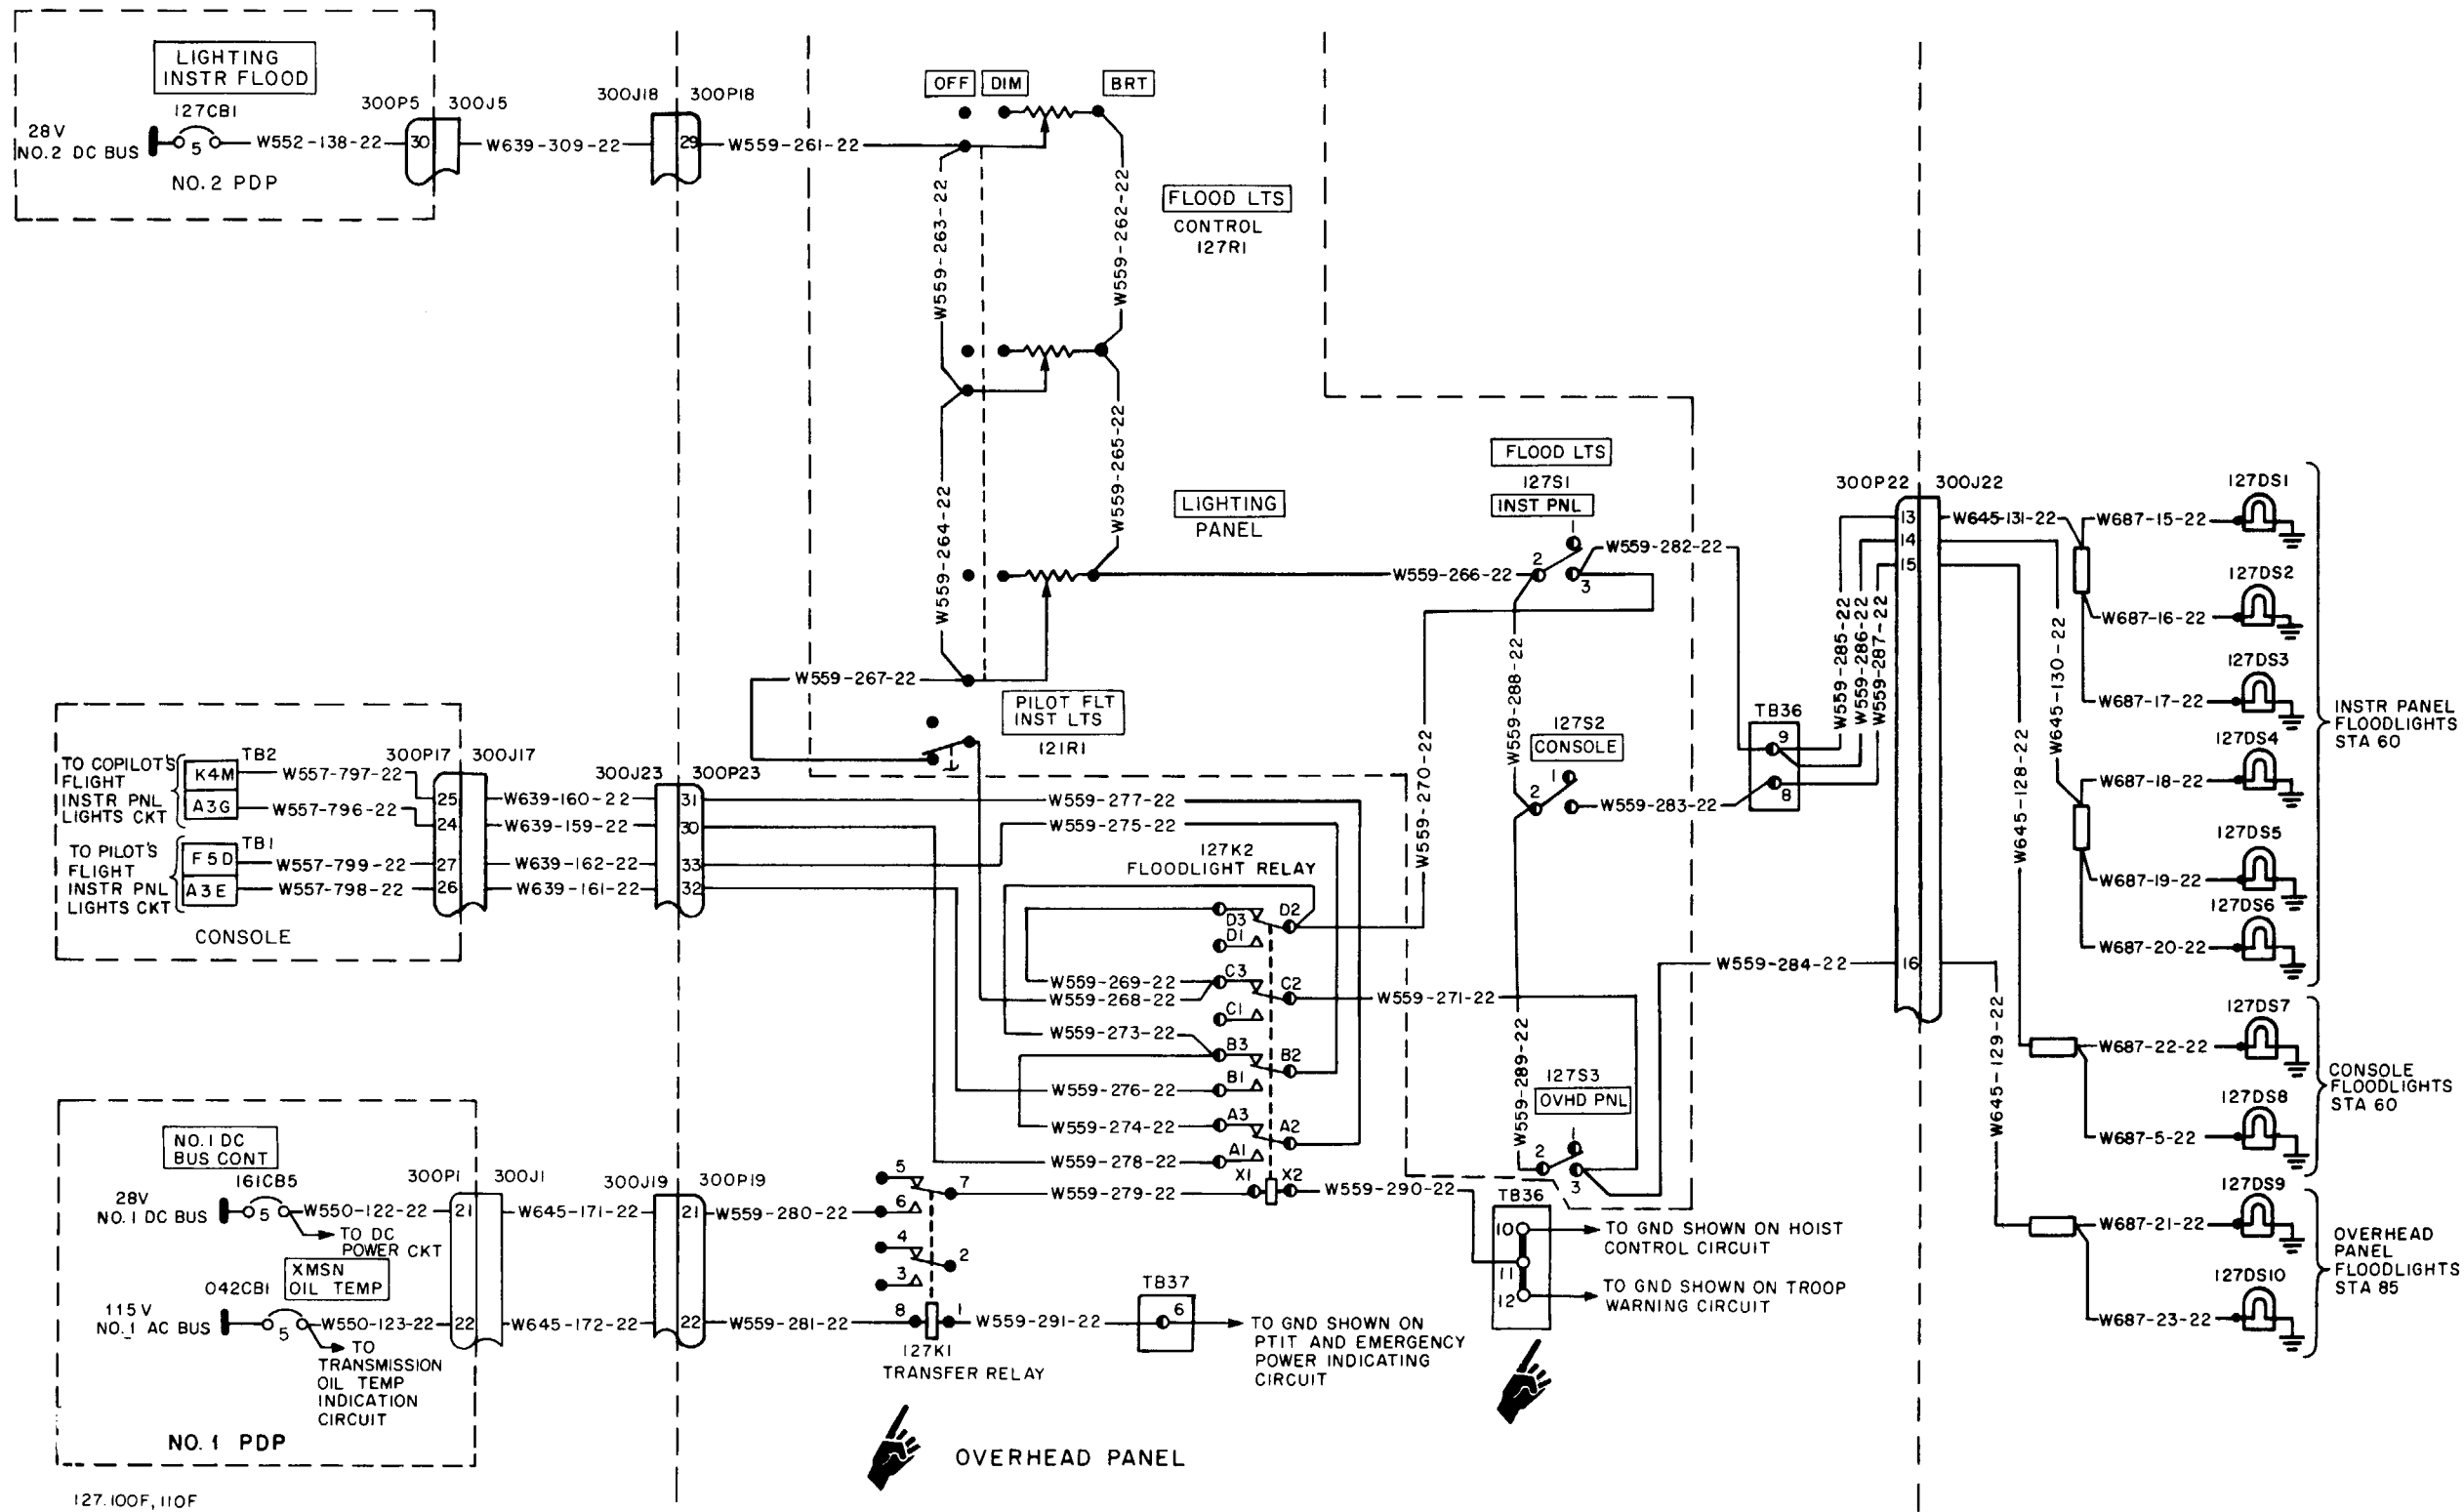 LIGHTING
INSTR FLOOD
127CB1
28V
NO.2 DC BUS
5
W552-138-22
NO.2 PDP
300P5
300J5
30
W639-309-22
300J18
300P18
29
W559-261-22
OFF
DIM
BRT
W559-263-22
W559-262-22
FLOOD LTS
CONTROL
127R1
W559-264-22
W559-265-22
LIGHTING
PANEL
W559-267-22
PILOT FLT
INST LTS
121R1
FLOOD LTS
127S1
INST PNL
1
2
3
W559-266-22
W559-282-22
W559-288-22
W559-270-22
127S2
CONSOLE
1
2
W559-283-22
TB36
9
8
W559-285-22
W559-286-22
W559-287-22
300P22
300J22
13
14
15
16
W645-131-22
W645-130-22
W645-128-22
W645-129-22
127DS1
W687-15-22
127DS2
W687-16-22
127DS3
W687-17-22
127DS4
W687-18-22
127DS5
W687-19-22
127DS6
W687-20-22
INSTR PANEL
FLOODLIGHTS
STA 60
127DS7
W687-22-22
127DS8
W687-5-22
CONSOLE
FLOODLIGHTS
STA 60
127DS9
W687-21-22
127DS10
W687-23-22
OVERHEAD
PANEL
FLOODLIGHTS
STA 85
TO COPILOT'S
FLIGHT
INSTR PNL
LIGHTS CKT
TB2
K4M
A3G
W557-797-22
W557-796-22
TO PILOT'S
FLIGHT
INSTR PNL
LIGHTS CKT
TB1
F5D
A3E
W557-799-22
W557-798-22
CONSOLE
300P17
300J17
25
24
27
26
W639-160-22
W639-159-22
W639-162-22
W639-161-22
300J23
300P23
31
30
33
32
W559-277-22
W559-275-22
127K2
FLOODLIGHT RELAY
D3
D2
D1
W559-269-22
W559-268-22
C3
C2
C1
W559-271-22
W559-273-22
B3
B2
B1
W559-276-22
W559-274-22
A3
A2
A1
W559-278-22
X1
X2
W559-279-22
W559-290-22
W559-284-22
W559-289-22
127S3
OVHD PNL
1
2
3
TB36
10
11
12
TO GND SHOWN ON HOIST
CONTROL CIRCUIT
TO GND SHOWN ON TROOP
WARNING CIRCUIT
NO.1 DC
BUS CONT
161CB5
28V
NO.1 DC BUS
5
W550-122-22
TO DC
POWER CKT
XMSN
OIL TEMP
042CB1
115V
NO.1 AC BUS
5
W550-123-22
TO
TRANSMISSION
OIL TEMP
INDICATION
CIRCUIT
NO. 1 PDP
300P1
300J1
21
22
W645-171-22
W645-172-22
300J19
300P19
21
22
W559-280-22
W559-281-22
5
6
7
4
3
2
8
1
127K1
TRANSFER RELAY
W559-291-22
TB37
6
TO GND SHOWN ON
PTIT AND EMERGENCY
POWER INDICATING
CIRCUIT
OVERHEAD PANEL
127.100F, 110F